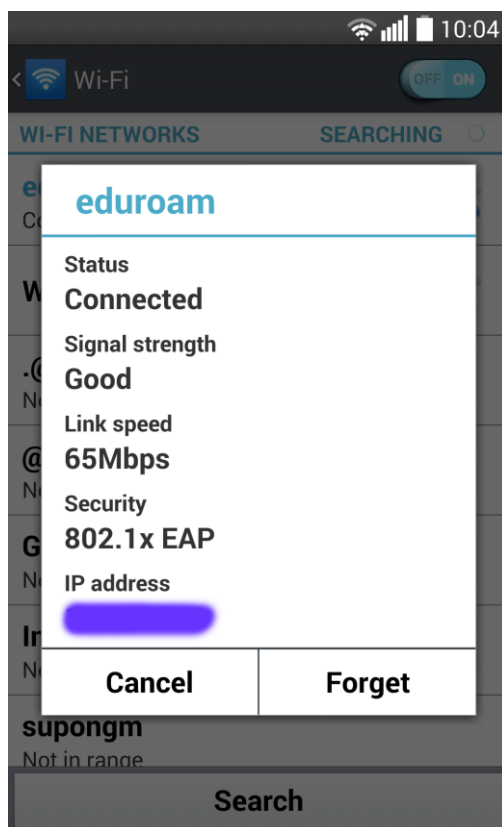 10:04
Wi-Fi
OFF ON
WI-FI NETWORKS SEARCHING
eduroam
Status
Connected
Signal strength
Good
Link speed
65Mbps
Security
802.1x EAP
IP address
Cancel Forget
supongm
Not in range
Search